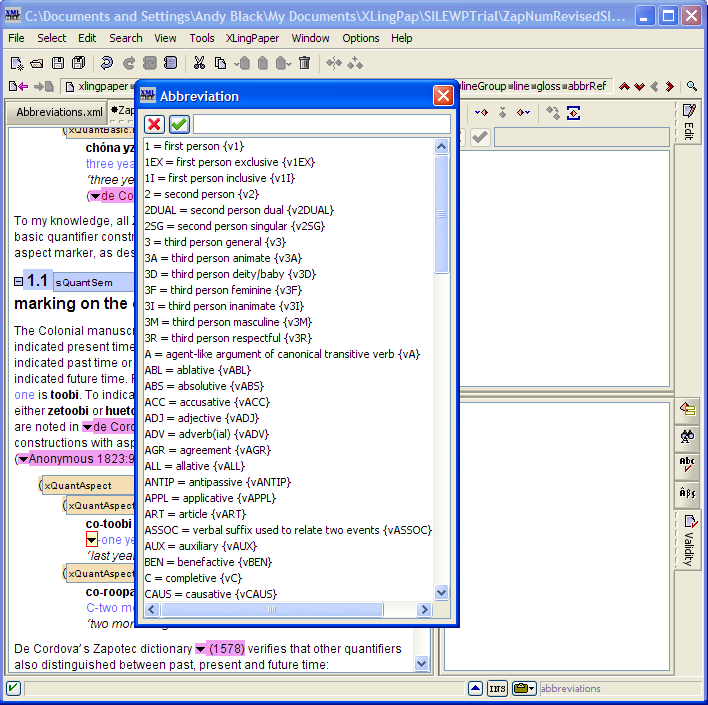 C:\Documents and Settings\Andy Black\My Documents\XLingPap\SILEWPTrial\ZapNumRevisedSI...
File Select Edit Search View Tools XLingPaper Window Options Help
xlingpaper
lineGroup line gloss abbrRef
Abbreviations.xml
*Zap
Edit
Abbreviation
1 = first person {v1}
1EX = first person exclusive {v1EX}
1I = first person inclusive {v1I}
2 = second person {v2}
2DUAL = second person dual {v2DUAL}
2SG = second person singular {v2SG}
3 = third person general {v3}
3A = third person animate {v3A}
3D = third person deity/baby {v3D}
3F = third person feminine {v3F}
3I = third person inanimate {v3I}
3M = third person masculine {v3M}
3R = third person respectful {v3R}
A = agent-like argument of canonical transitive verb {vA}
ABL = ablative {vABL}
ABS = absolutive {vABS}
ACC = accusative {vACC}
ADJ = adjective {vADJ}
ADV = adverb(ial) {vADV}
AGR = agreement {vAGR}
ALL = allative {vALL}
ANTIP = antipassive {vANTIP}
APPL = applicative {vAPPL}
ART = article {vART}
ASSOC = verbal suffix used to relate two events {vASSOC}
AUX = auxiliary {vAUX}
BEN = benefactive {vBEN}
C = completive {vC}
CAUS = causative {vCAUS}
(xQuantBasic.
chóna yz
three yea
‘three ye
(de Co
To my knowledge, all Z
basic quantifier constr
aspect marker, as des
1.1 sQuantSem
marking on the
The Colonial manusc
indicated present time
indicated past time or
indicated future time. F
one is toobi. To indica
either zetoobi or hueto
are noted in de Cord
constructions with asp
(Anonymous 1823:9
(xQuantAspect
(xQuantAspect
co-toobi
-one ye
‘last yea
(xQuantAspect
co-roopa
C-two mo
‘two mon
De Cordova’s Zapotec dictionary (1578) verifies that other quantifiers
also distinguished between past, present and future time:
Abc
Âβs
Validity
INS
abbreviations